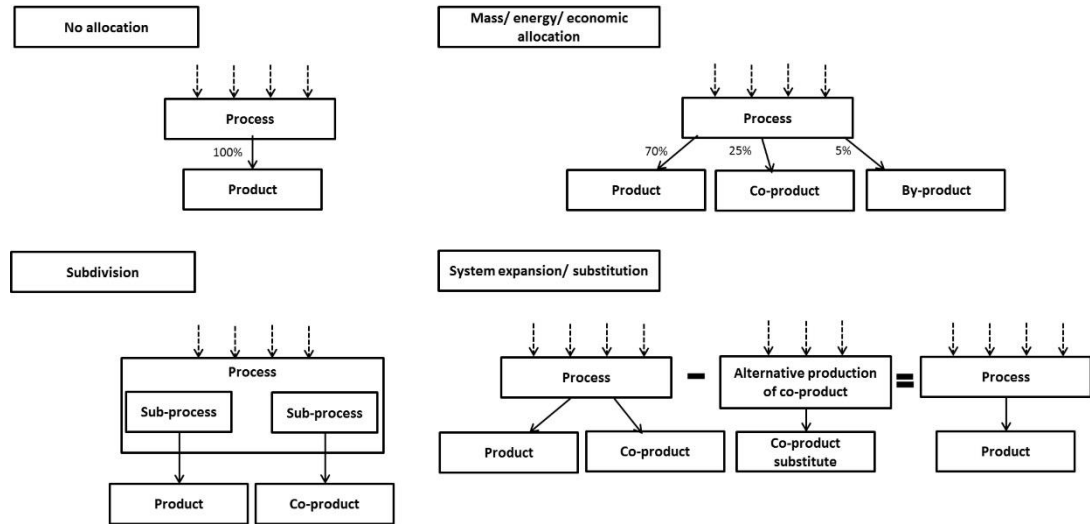 No allocation
Process
100%
Product
Mass/ energy/ economic
allocation
Process
70%
25%
5%
Product
Co-product
By-product
Subdivision
Process
Sub-process
Sub-process
Product
Co-product
System expansion/ substitution
Process
Product
Co-product
-
Alternative production
of co-product
Co-product
substitute
=
Process
Product